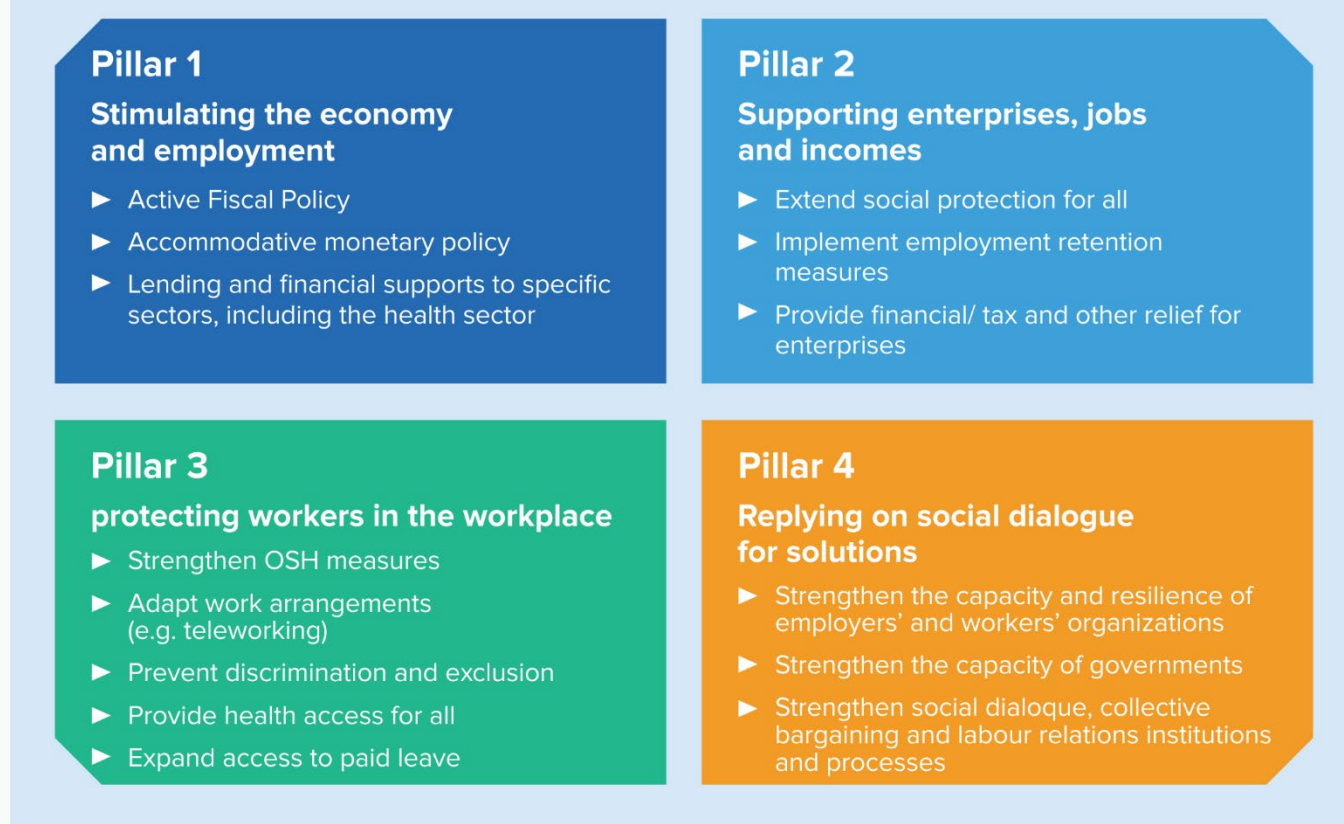 Pillar 1
Stimulating the economy
and employment
► Active Fiscal Policy
► Accommodative monetary policy
► Lending and financial supports to specific
sectors, including the health sector
Pillar 2
Supporting enterprises, jobs
and incomes
► Extend social protection for all
► Implement employment retention
measures
► Provide financial/ tax and other relief for
enterprises
Pillar 3
protecting workers in the workplace
► Strengthen OSH measures
► Adapt work arrangements
(e.g. teleworking)
► Prevent discrimination and exclusion
► Provide health access for all
► Expand access to paid leave
Pillar 4
Replying on social dialogue
for solutions
► Strengthen the capacity and resilience of
employers’ and workers’ organizations
► Strengthen the capacity of governments
► Strengthen social dialoque, collective
bargaining and labour relations institutions
and processes